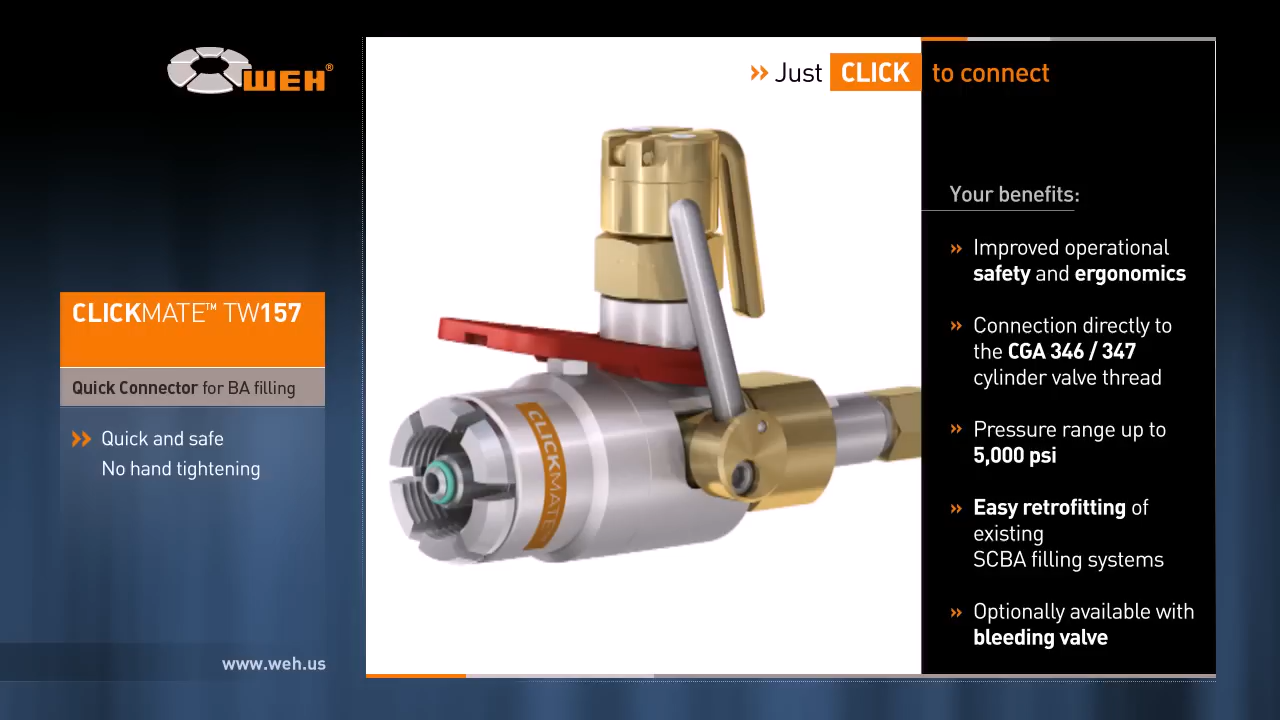 WEH®
» Just CLICK to connect
CLICKMATE™ TW157
Quick Connector for BA filling
» Quick and safe
No hand tightening
www.weh.us
CLICKMATE
Your benefits:
» Improved operational
safety and ergonomics
» Connection directly to
the CGA 346 / 347
cylinder valve thread
» Pressure range up to
5,000 psi
» Easy retrofitting of
existing
SCBA filling systems
» Optionally available with
bleeding valve